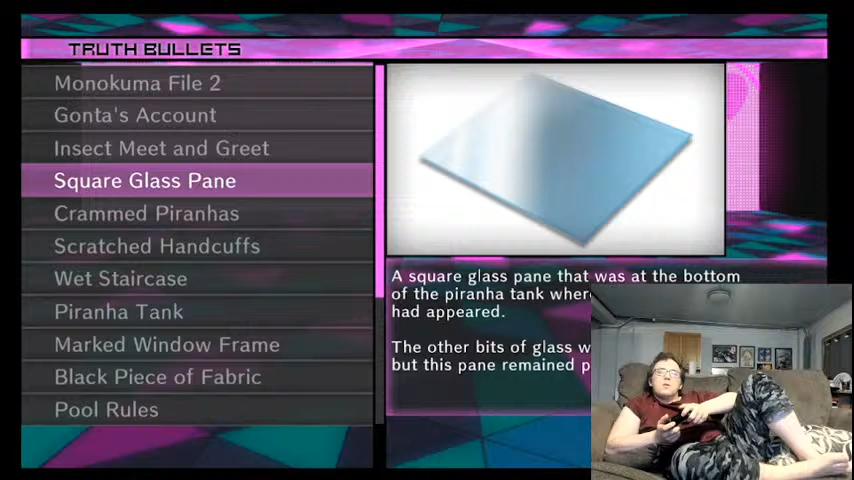 TRUTH BULLETS
Monokuma File 2
Gonta's Account
Insect Meet and Greet
Square Glass Pane
Crammed Piranhas
Scratched Handcuffs
Wet Staircase
Piranha Tank
Marked Window Frame
Black Piece of Fabric
Pool Rules
A square glass pane that was at the bottom
of the piranha tank where
had appeared.
The other bits of glass w
but this pane remained p